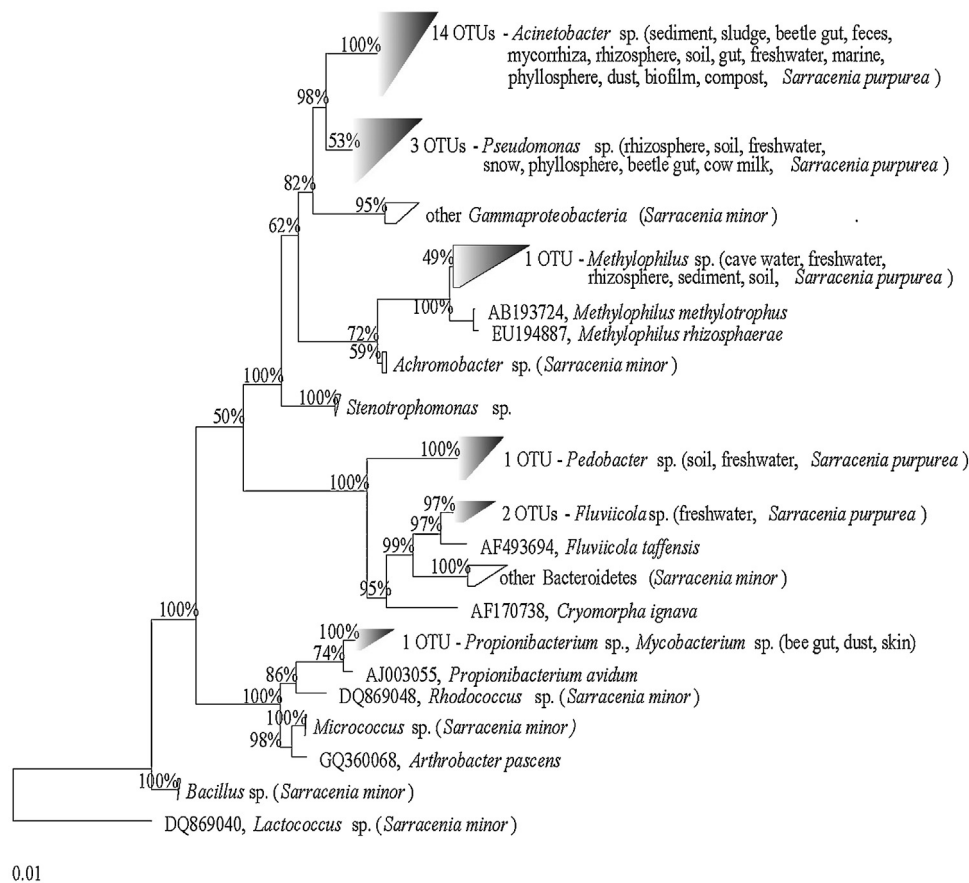 100%
14 OTUs - Acinetobacter sp. (sediment, sludge, beetle gut, feces,
mycorrhiza, rhizosphere, soil, gut, freshwater, marine,
phyllosphere, dust, biofilm, compost, Sarracenia purpurea )
98%
53%
3 OTUs - Pseudomonas sp. (rhizosphere, soil, freshwater,
snow, phyllosphere, beetle gut, cow milk, Sarracenia purpurea )
82%
95%
other Gammaproteobacteria (Sarracenia minor )
.
62%
49%
1 OTU - Methylophilus sp. (cave water, freshwater,
rhizosphere, sediment, soil, Sarracenia purpurea )
100%
AB193724, Methylophilus methylotrophus
EU194887, Methylophilus rhizosphaerae
72%
59%
Achromobacter sp. (Sarracenia minor )
100%
100%
Stenotrophomonas sp.
50%
100%
1 OTU - Pedobacter sp. (soil, freshwater, Sarracenia purpurea )
100%
97%
2 OTUs - Fluviicola sp. (freshwater, Sarracenia purpurea )
97%
AF493694, Fluviicola taffensis
99%
100%
other Bacteroidetes (Sarracenia minor )
95%
AF170738, Cryomorpha ignava
100%
100%
1 OTU - Propionibacterium sp., Mycobacterium sp. (bee gut, dust, skin)
74%
AJ003055, Propionibacterium avidum
86%
DQ869048, Rhodococcus sp. (Sarracenia minor )
100%
100%
Micrococcus sp. (Sarracenia minor )
98%
GQ360068, Arthrobacter pascens
100%
Bacillus sp. (Sarracenia minor )
DQ869040, Lactococcus sp. (Sarracenia minor )
0.01